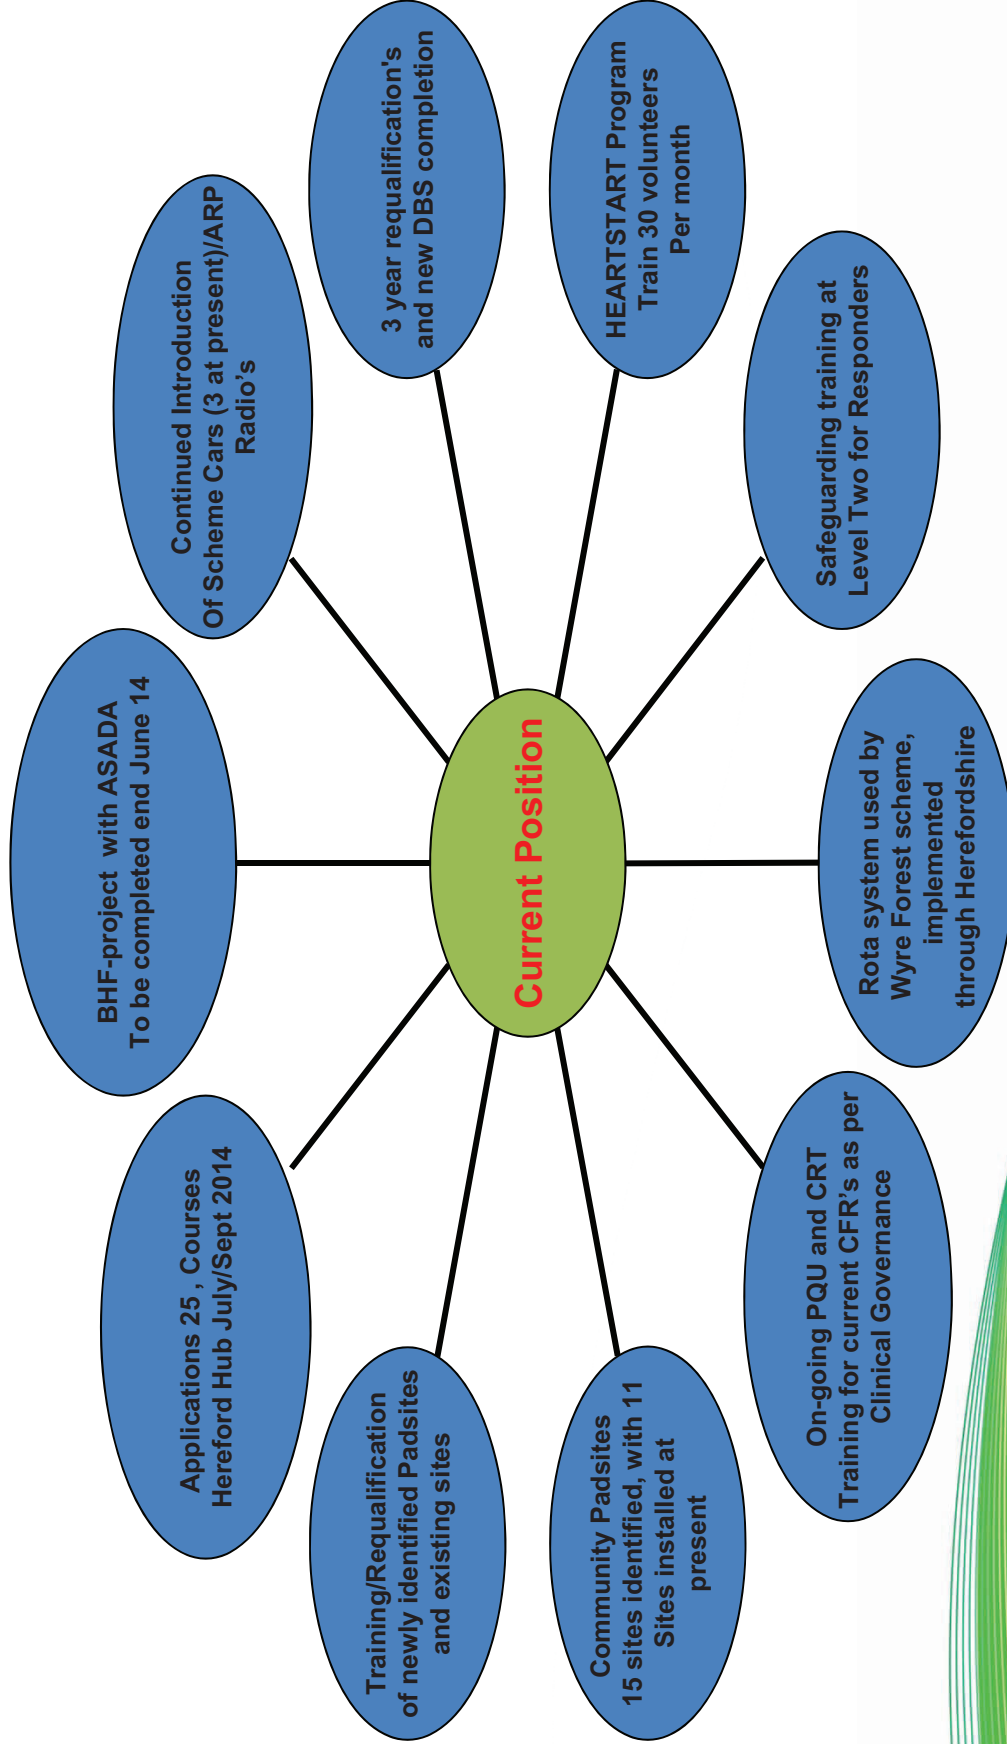 BHF-project with ASADA
To be completed end June 14
Continued Introduction
Of Scheme Cars (3 at present)/ARP
Radio's
3 year requalification's
and new DBS completion
HEARTSTART Program
Train 30 volunteers
Per month
Safeguarding training at
Level Two for Responders
Rota system used by
Wyre Forest scheme,
implemented
through Herefordshire
On-going PQU and CRT
Training for current CFR's as per
Clinical Governance
Community Padsites
15 sites identified, with 11
Sites installed at
present
Training/Requalification
of newly identified Padsites
and existing sites
Applications 25 , Courses
Hereford Hub July/Sept 2014
Current Position